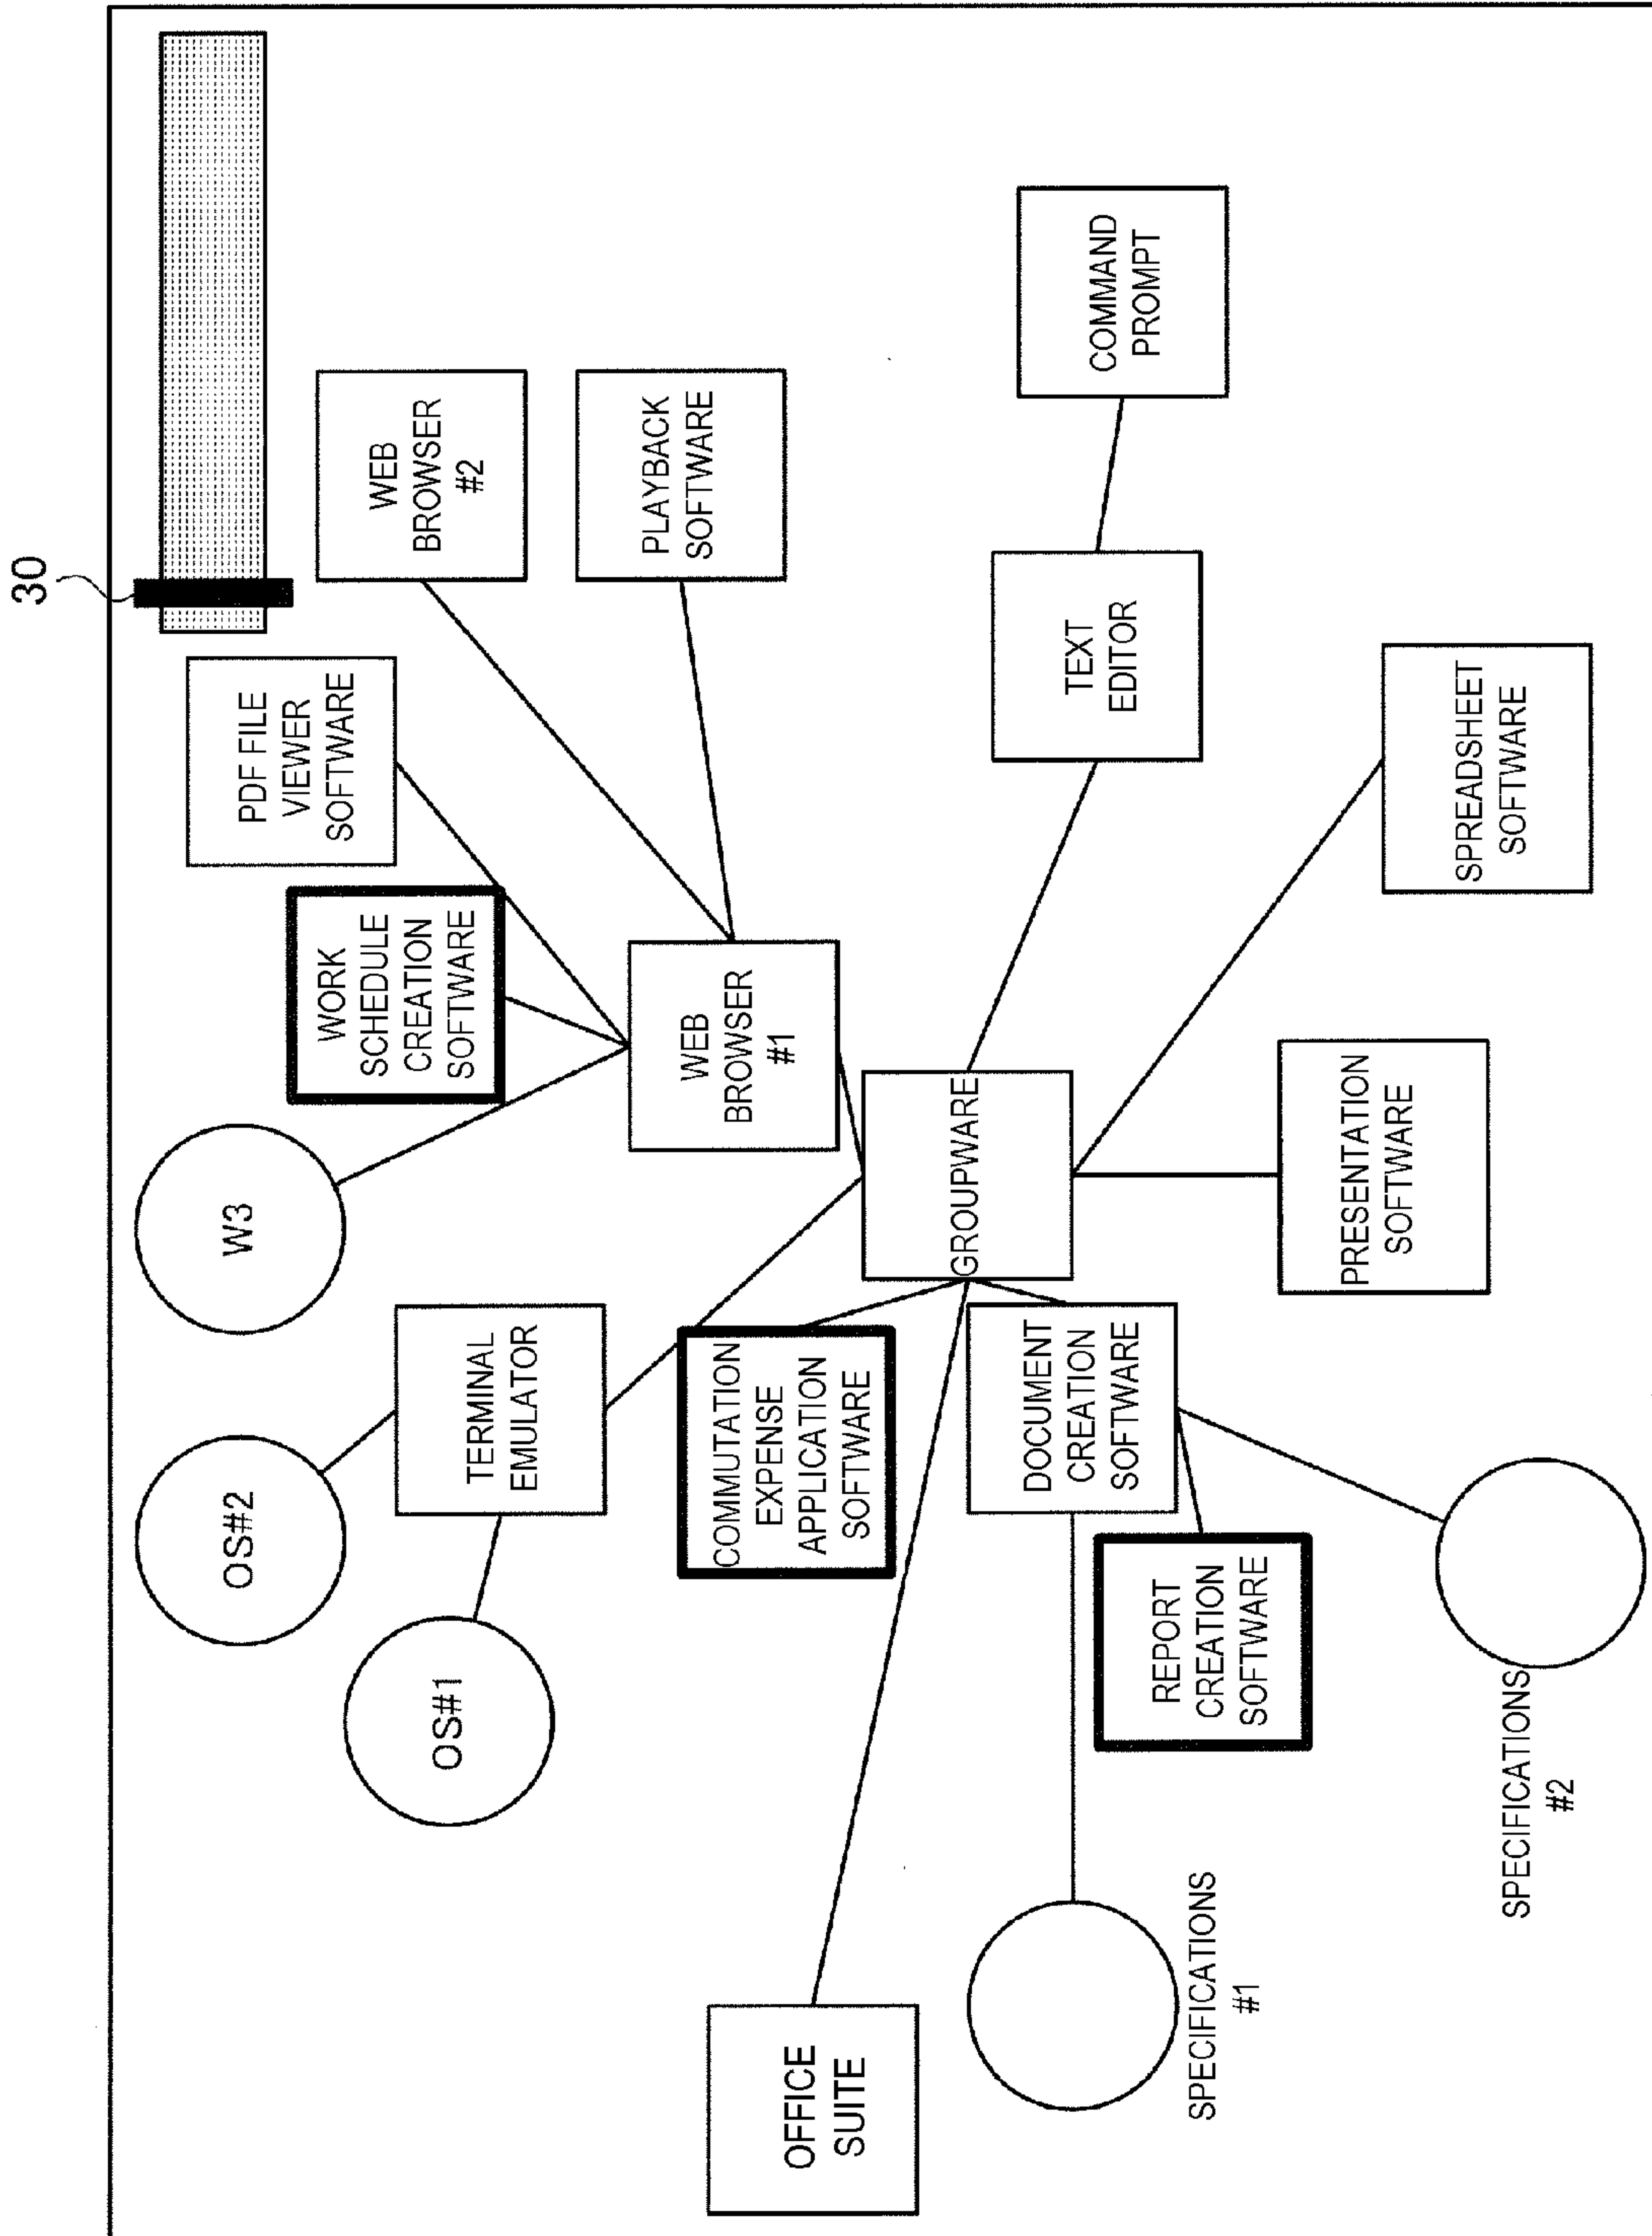 30
OS#2
W3
PDF FILE
VIEWER
SOFTWARE
OS#1
TERMINAL
EMULATOR
WORK
SCHEDULE
CREATION
SOFTWARE
WEB
BROWSER
#2
WEB
BROWSER
#1
PLAYBACK
SOFTWARE
COMMUTATION
EXPENSE
APPLICATION
SOFTWARE
OFFICE
SUITE
GROUPWARE
DOCUMENT
CREATION
SOFTWARE
TEXT
EDITOR
COMMAND
PROMPT
SPECIFICATIONS
#1
REPORT
CREATION
SOFTWARE
PRESENTATION
SOFTWARE
SPREADSHEET
SOFTWARE
SPECIFICATIONS
#2